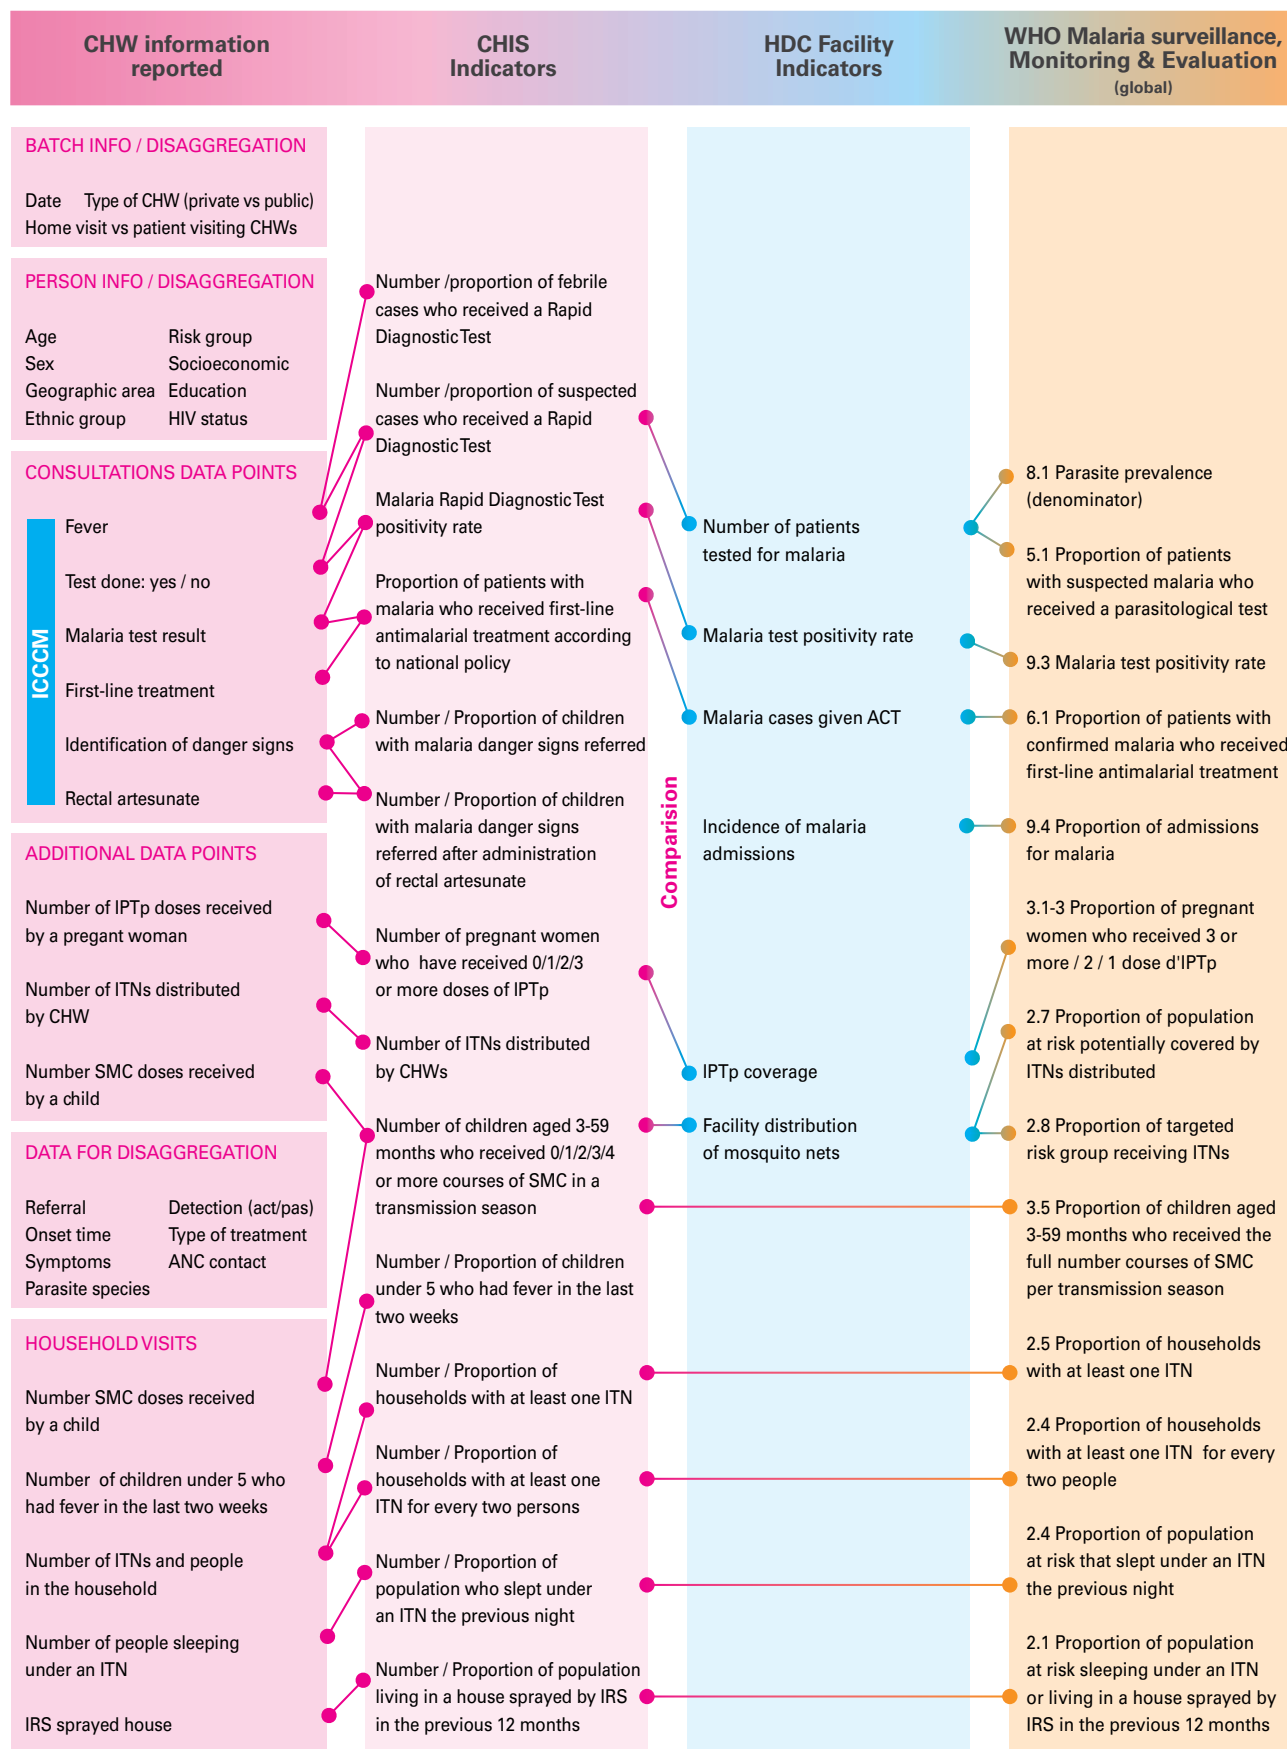 CHW information
reported
CHIS
Indicators
HDC Facility
Indicators
WHO Malaria surveillance,
Monitoring & Evaluation
(global)
BATCH INFO / DISAGGREGATION
Date Type of CHW (private vs public)
Home visit vs patient visiting CHWs
PERSON INFO / DISAGGREGATION
Age Risk group
Sex Socioeconomic
Geographic area Education
Ethnic group HIV status
CONSULTATIONS DATA POINTS
ICCCM
Fever
Test done: yes / no
Malaria test result
First-line treatment
Identification of danger signs
Rectal artesunate
ADDITIONAL DATA POINTS
Number of IPTp doses received
by a pregant woman
Number of ITNs distributed
by CHW
Number SMC doses received
by a child
DATA FOR DISAGGREGATION
Referral Detection (act/pas)
Onset time Type of treatment
Symptoms ANC contact
Parasite species
HOUSEHOLD VISITS
Number SMC doses received
by a child
Number of children under 5 who
had fever in the last two weeks
Number of ITNs and people
in the household
Number of people sleeping
under an ITN
IRS sprayed house
Number /proportion of febrile
cases who received a Rapid
Diagnostic Test
Number /proportion of suspected
cases who received a Rapid
Diagnostic Test
Malaria Rapid Diagnostic Test
positivity rate
Proportion of patients with
malaria who received first-line
antimalarial treatment according
to national policy
Number / Proportion of children
with malaria danger signs referred
Number / Proportion of children
with malaria danger signs
referred after administration
of rectal artesunate
Number of pregnant women
who have received 0/1/2/3
or more doses of IPTp
Number of ITNs distributed
by CHWs
Number of children aged 3-59
months who received 0/1/2/3/4
or more courses of SMC in a
transmission season
Number / Proportion of children
under 5 who had fever in the last
two weeks
Number / Proportion of
households with at least one ITN
Number / Proportion of
households with at least one
ITN for every two persons
Number / Proportion of
population who slept under
an ITN the previous night
Number / Proportion of population
living in a house sprayed by IRS
in the previous 12 months
Comparision
Number of patients
tested for malaria
Malaria test positivity rate
Malaria cases given ACT
Incidence of malaria
admissions
IPTp coverage
Facility distribution
of mosquito nets
8.1 Parasite prevalence
(denominator)
5.1 Proportion of patients
with suspected malaria who
received a parasitological test
9.3 Malaria test positivity rate
6.1 Proportion of patients with
confirmed malaria who received
first-line antimalarial treatment
9.4 Proportion of admissions
for malaria
3.1-3 Proportion of pregnant
women who received 3 or
more / 2 / 1 dose d'IPTp
2.7 Proportion of population
at risk potentially covered by
ITNs distributed
2.8 Proportion of targeted
risk group receiving ITNs
3.5 Proportion of children aged
3-59 months who received the
full number courses of SMC
per transmission season
2.5 Proportion of households
with at least one ITN
2.4 Proportion of households
with at least one ITN for every
two people
2.4 Proportion of population
at risk that slept under an ITN
the previous night
2.1 Proportion of population
at risk sleeping under an ITN
or living in a house sprayed by
IRS in the previous 12 months